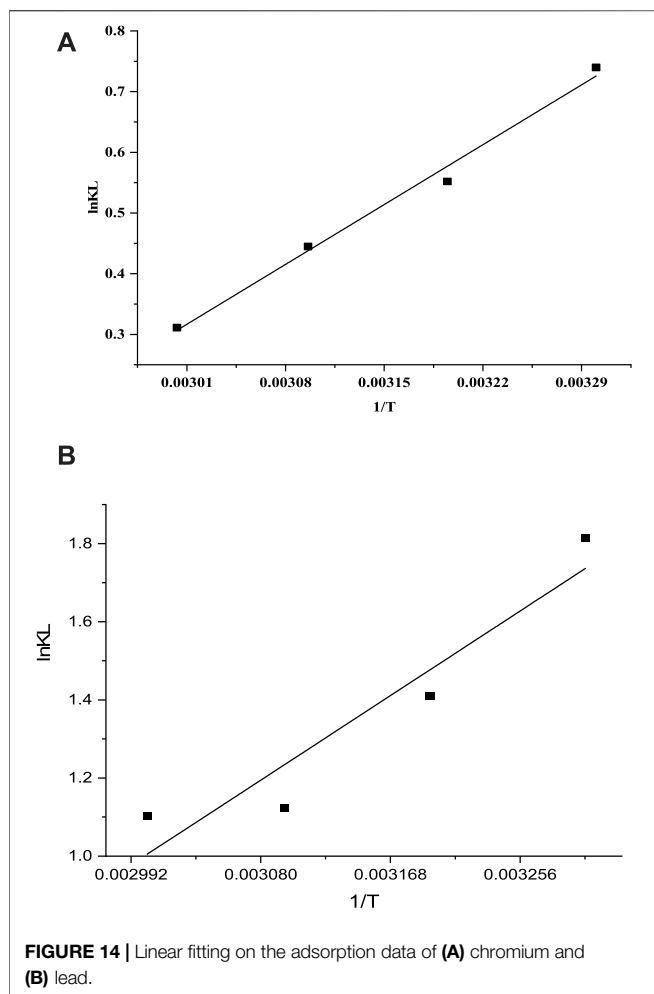 A
0.8
0.7
0.6
0.5
0.4
0.3
lnKL
0.00301 0.00308 0.00315 0.00322 0.00329
1/T
B
1.8
1.6
1.4
1.2
1.0
lnKL
0.002992 0.003080 0.003168 0.003256
1/T
FIGURE 14 | Linear fitting on the adsorption data of (A) chromium and
(B) lead.